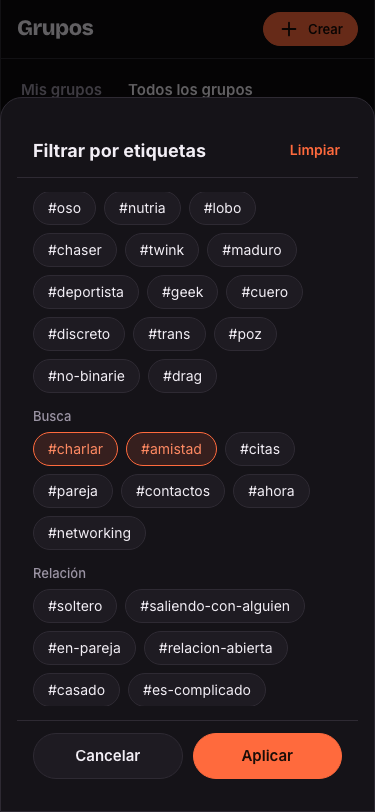 Grupos
Crear
Mis grupos Todos los grupos
Filtrar por etiquetas Limpiar
#oso #nutria #lobo
#chaser #twink #maduro
#deportista #geek #cuero
#discreto #trans #poz
#no-binarie #drag
Busca
#charlar #amistad #citas
#pareja #contactos #ahora
#networking
Relación
#soltero #saliendo-con-alguien
#en-pareja #relacion-abierta
#casado #es-complicado
Cancelar Aplicar